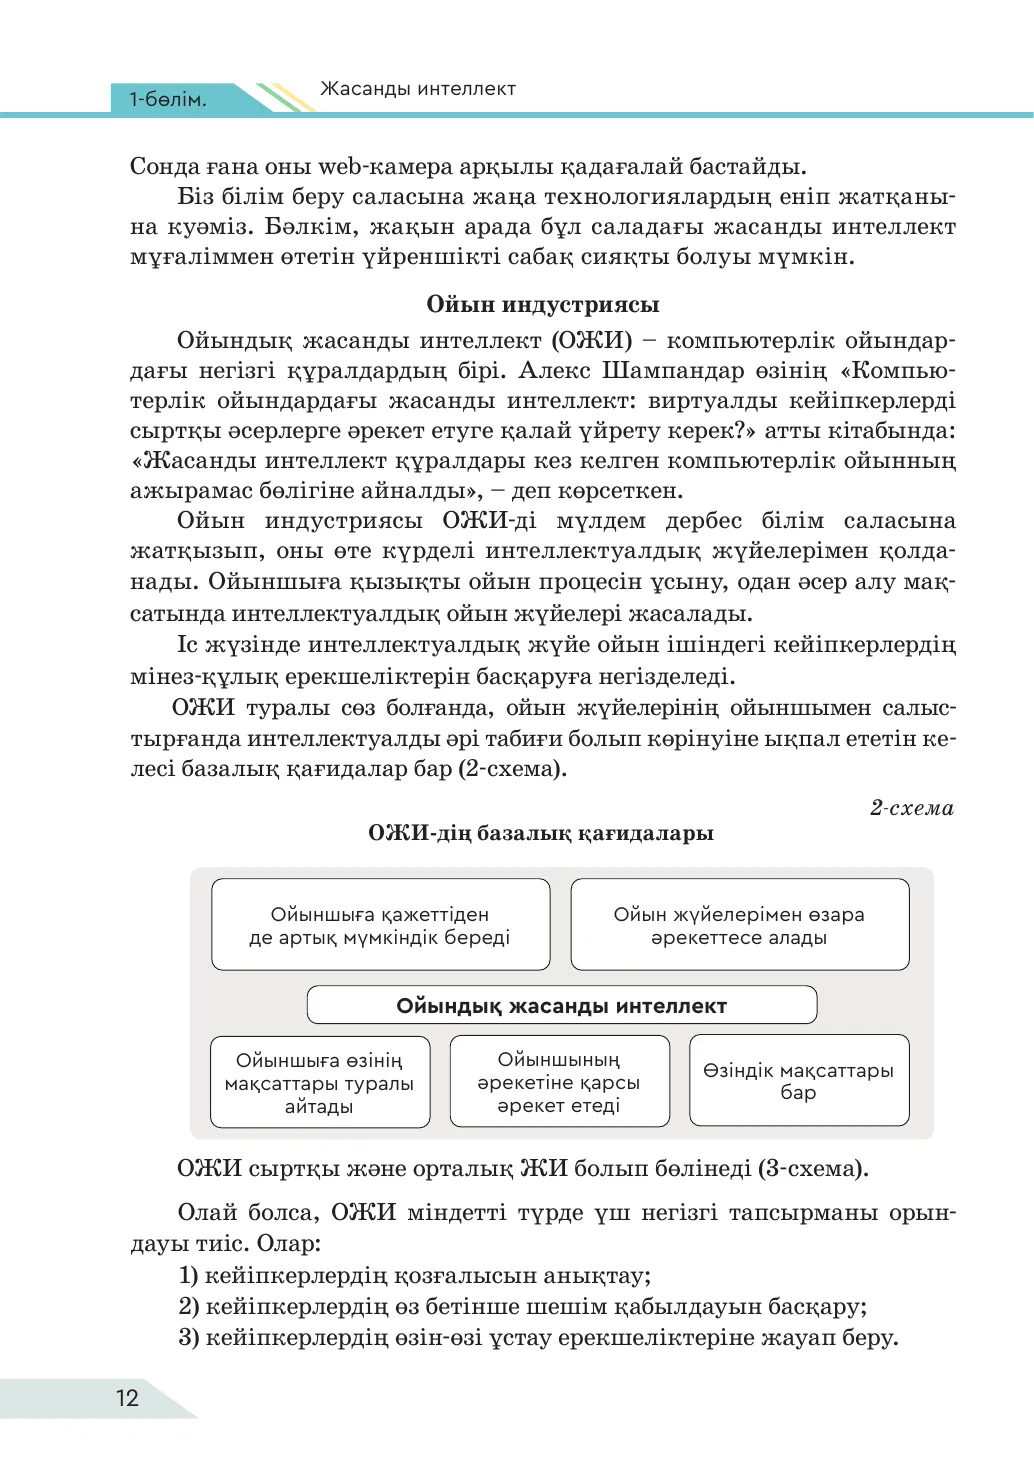 1-бөлім.
Жасанды интеллект
Сонда ғана оны web-камера арқылы қадағалай бастайды.
Біз білім беру саласына жаңа технологиялардың еніп жатқаны-
на куәміз. Бәлкім, жақын арада бұл саладағы жасанды интеллект
мұғаліммен өтетін үйреншікті сабақ сияқты болуы мүмкін.
Ойын индустриясы
Ойындық жасанды интеллект (ОЖИ) – компьютерлік ойындар-
дағы негізгі құралдардың бірі. Алекс Шампандар өзінің «Компью-
терлік ойындардағы жасанды интеллект: виртуалды кейіпкерлерді
сыртқы әсерлерге әрекет етуге қалай үйрету керек?» атты кітабында:
«Жасанды интеллект құралдары кез келген компьютерлік ойынның
ажырамас бөлігіне айналды», – деп көрсеткен.
Ойын индустриясы ОЖИ-ді мүлдем дербес білім саласына
жатқызып, оны өте күрделі интеллектуалдық жүйелерімен қолда-
нады. Ойыншыға қызықты ойын процесін ұсыну, одан әсер алу мақ-
сатында интеллектуалдық ойын жүйелері жасалады.
Іс жүзінде интеллектуалдық жүйе ойын ішіндегі кейіпкерлердің
мінез-құлық ерекшеліктерін басқаруға негізделеді.
ОЖИ туралы сөз болғанда, ойын жүйелерінің ойыншымен салыс-
тырғанда интеллектуалды әрі табиғи болып көрінуіне ықпал ететін ке-
лесі базалық қағидалар бар (2-схема).
2-схема
ОЖИ-дің базалық қағидалары
Ойыншыға қажеттіден
де артық мүмкіндік береді
Ойын жүйелерімен өзара
әрекеттесе алады
Ойындық жасанды интеллект
Ойыншыға өзінің
мақсаттары туралы
айтады
Ойыншының
әрекетіне қарсы
әрекет етеді
Өзіндік мақсаттары
бар
ОЖИ сыртқы және орталық ЖИ болып бөлінеді (3-схема).
Олай болса, ОЖИ міндетті түрде үш негізгі тапсырманы орын-
дауы тиіс. Олар:
1) кейіпкерлердің қозғалысын анықтау;
2) кейіпкерлердің өз бетінше шешім қабылдауын басқару;
3) кейіпкерлердің өзін-өзі ұстау ерекшеліктеріне жауап беру.
12